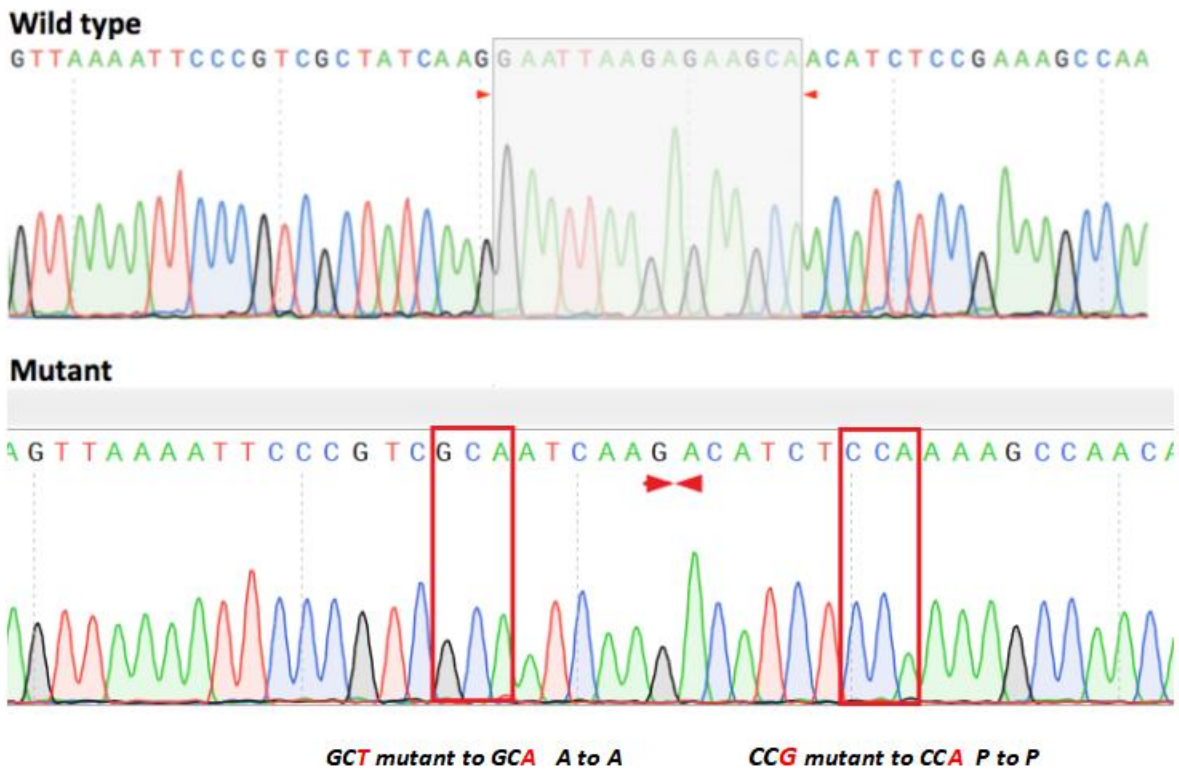 Wild type
GTTAAAATTCCCGTCGCTATCAAGGAATTAAGAGAAGCAACATCTCCGAAAGCCAA
Mutant
AGTTAAAATTCCCGTCGCAATCAAGACATCTCCAAAAGCCAACA
GCT mutant to GCA A to A CCG mutant to CCA P to P